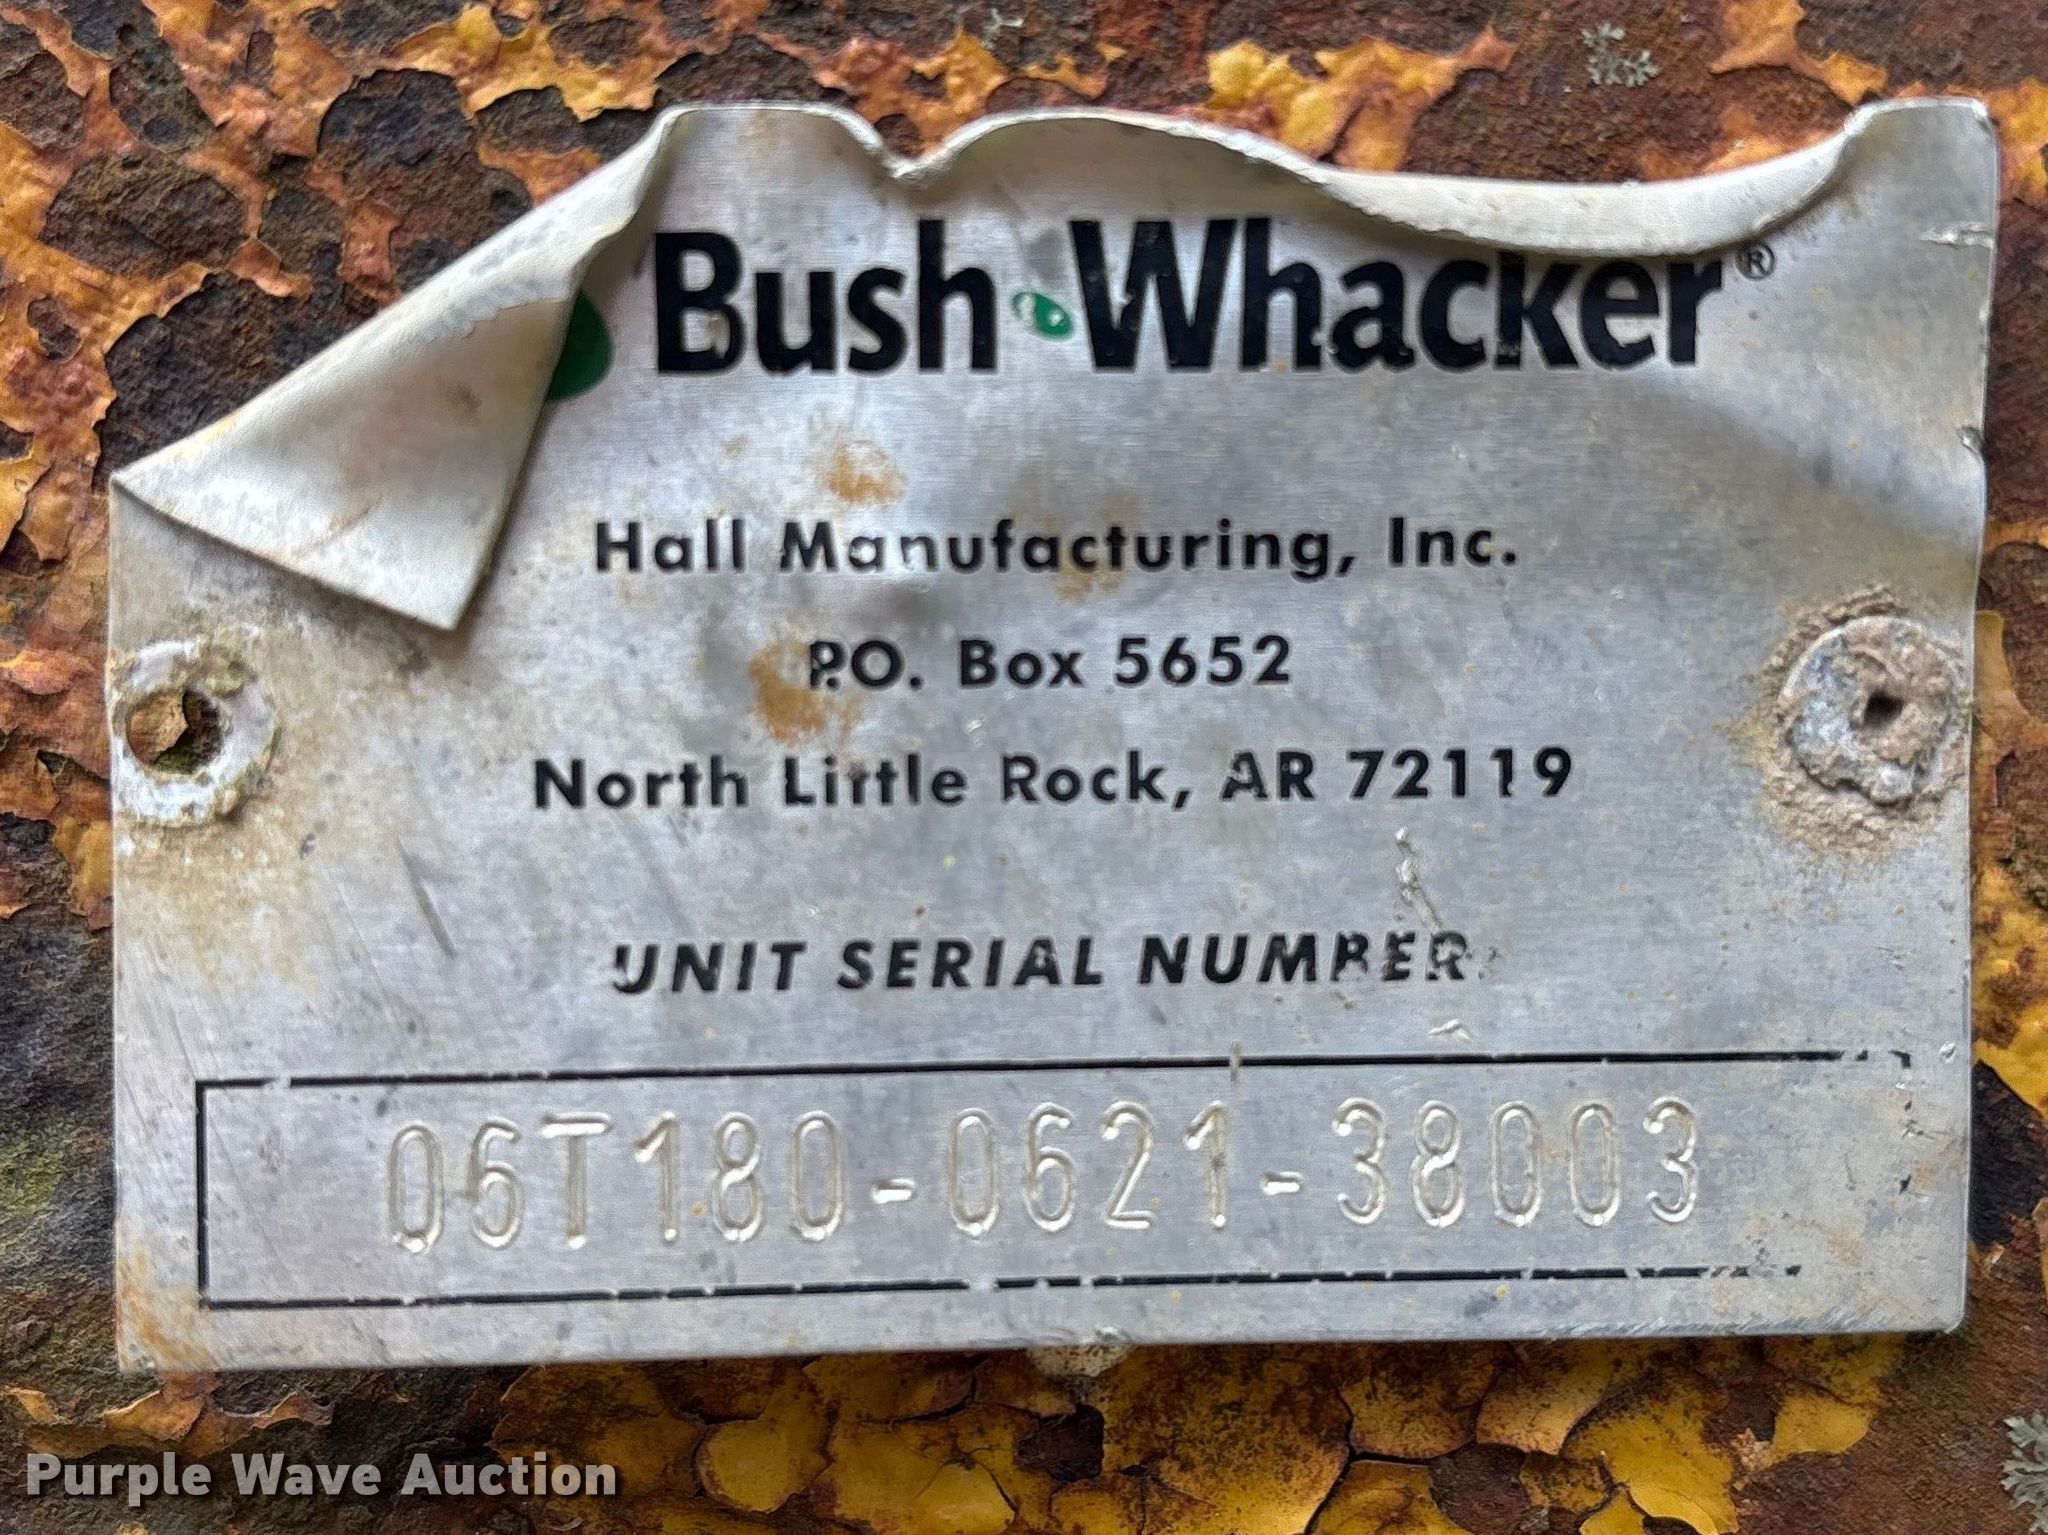 Bush Whacker®
Hall Manufacturing, Inc.
P.O. Box 5652
North Little Rock, AR 72119
UNIT SERIAL NUMBER
06T180-0621-38003
Purple Wave Auction